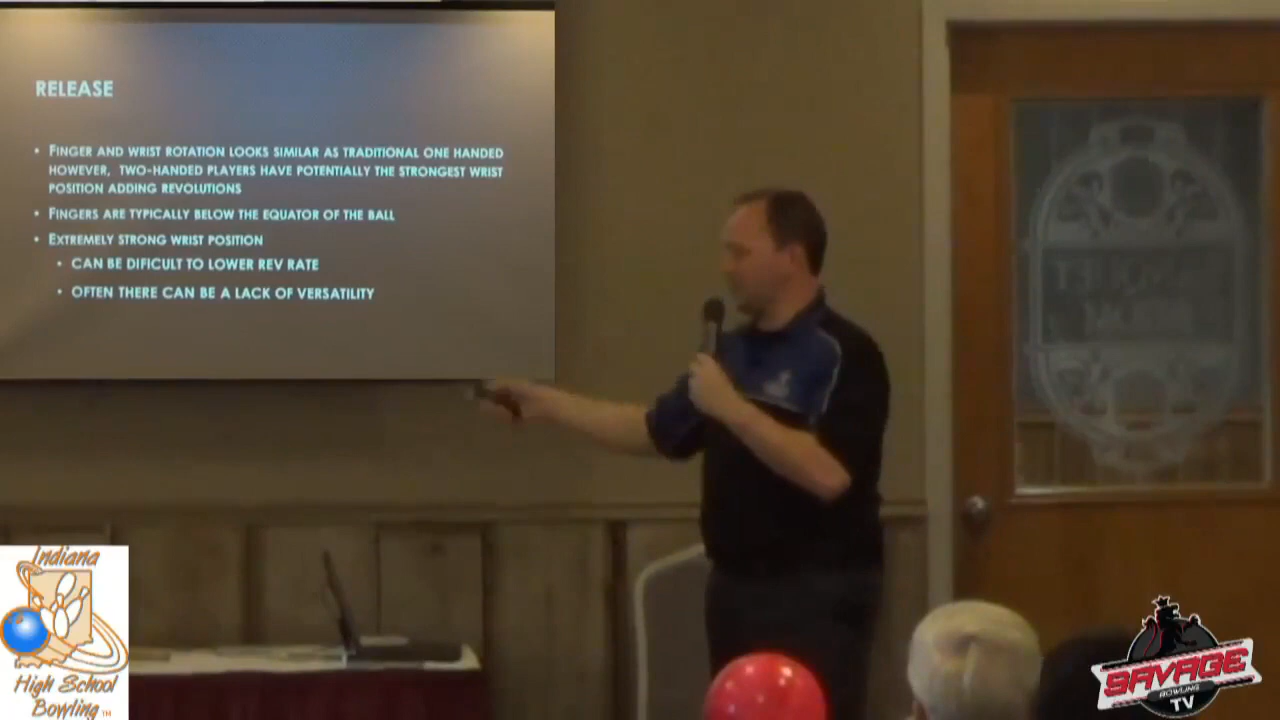 RELEASE
• FINGER AND WRIST ROTATION LOOKS SIMILAR AS TRADITIONAL ONE HANDED
HOWEVER, TWO-HANDED PLAYERS HAVE POTENTIALLY THE STRONGEST WRIST
POSITION ADDING REVOLUTIONS
• FINGERS ARE TYPICALLY BELOW THE EQUATOR OF THE BALL
• EXTREMELY STRONG WRIST POSITION
• CAN BE DIFICULT TO LOWER REV RATE
• OFTEN THERE CAN BE A LACK OF VERSATILITY
Indiana
High School
Bowling TM
SAVAGE
BOWLING
TV